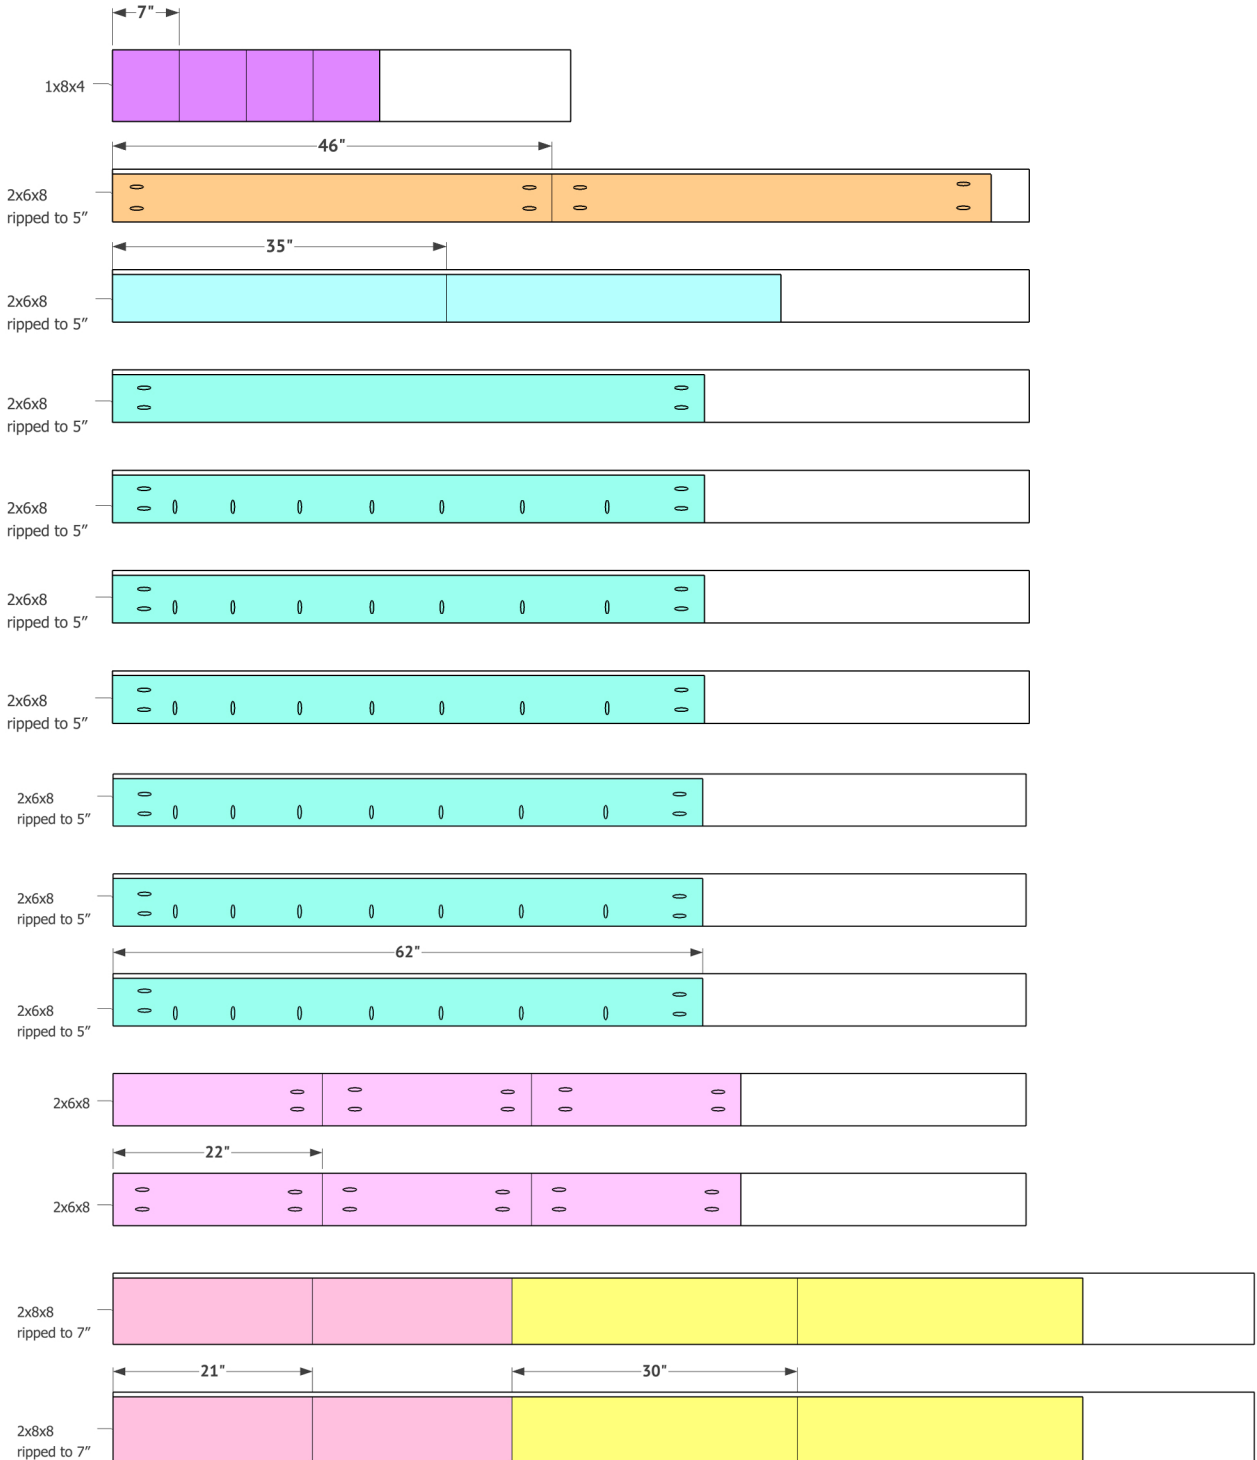 7"
1x8x4
46"
2x6x8
ripped to 5"
35"
2x6x8
ripped to 5"
2x6x8
ripped to 5"
2x6x8
ripped to 5"
2x6x8
ripped to 5"
2x6x8
ripped to 5"
2x6x8
ripped to 5"
2x6x8
ripped to 5"
62"
2x6x8
ripped to 5"
2x6x8
22"
2x6x8
2x8x8
ripped to 7"
21" 30"
2x8x8
ripped to 7"